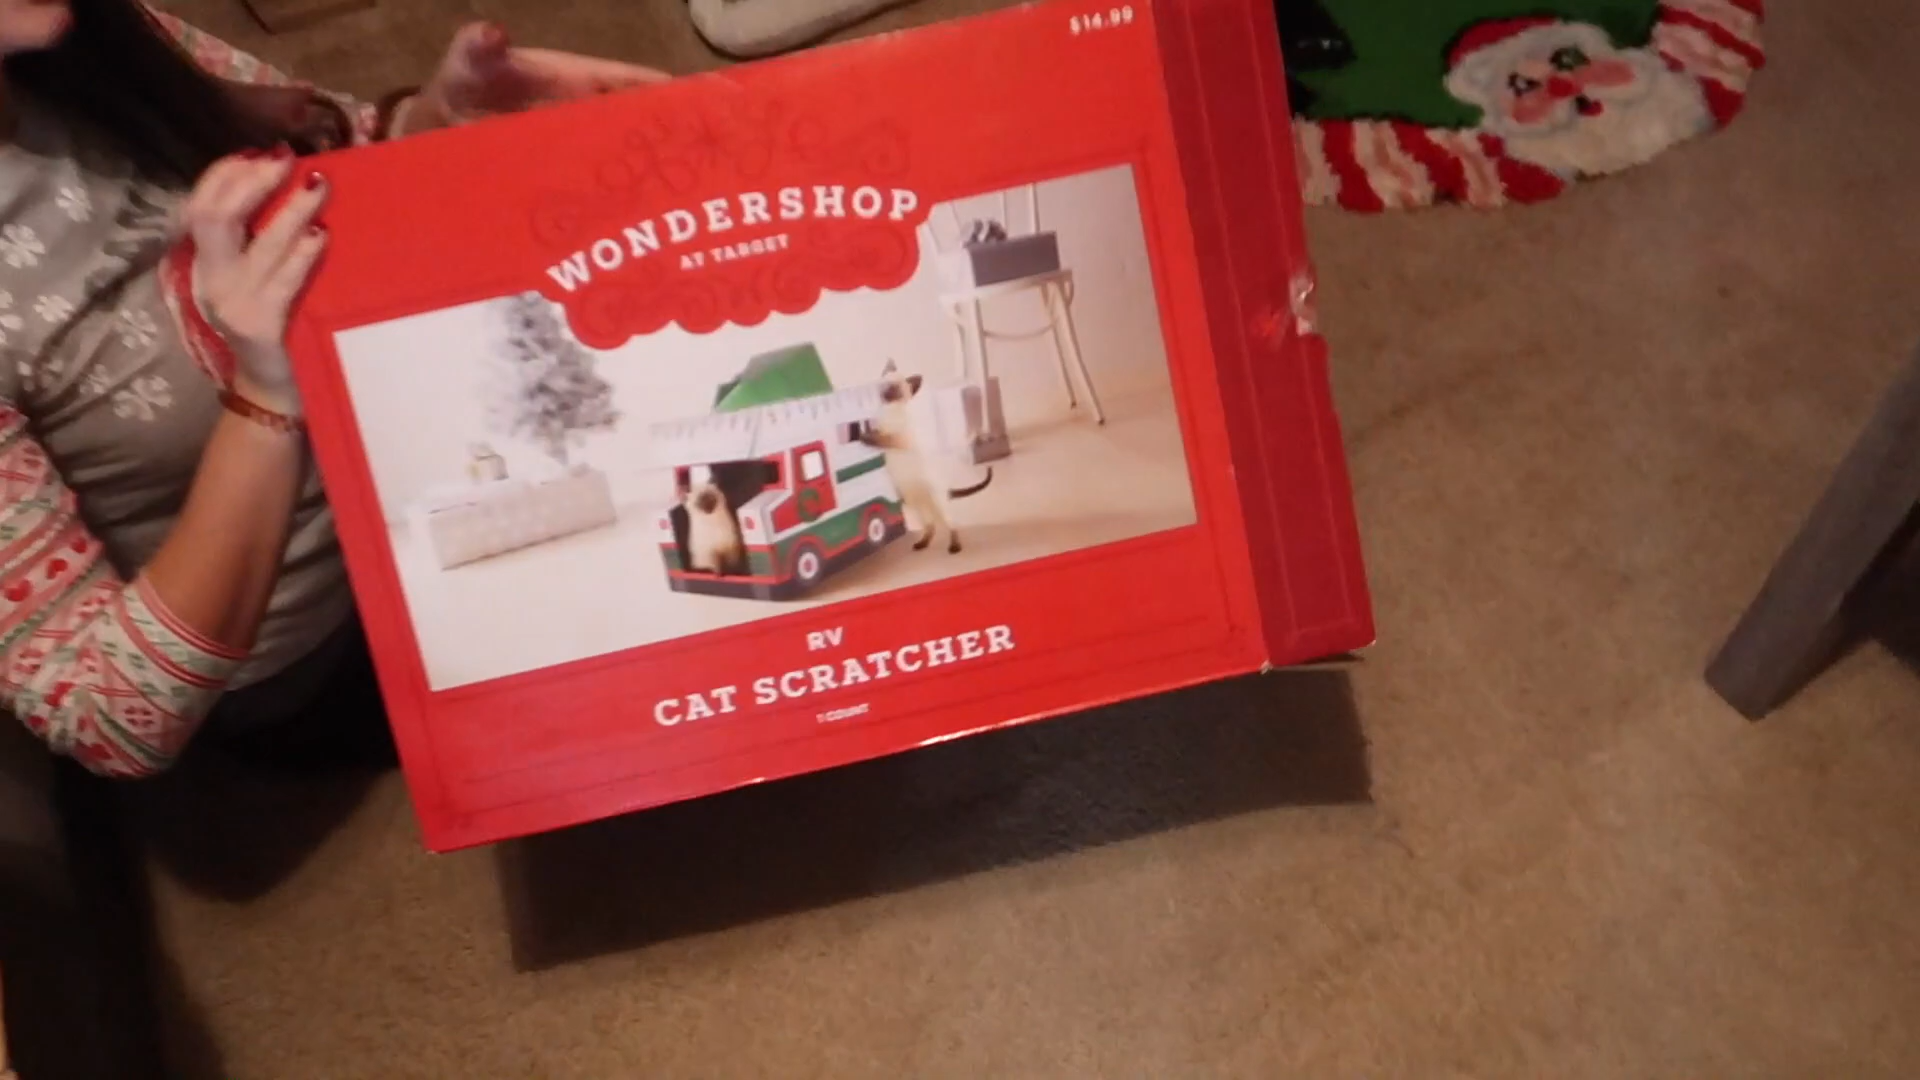 $14.99
WONDERSHOP
AT TARGET
RV
CAT SCRATCHER
1 COUNT